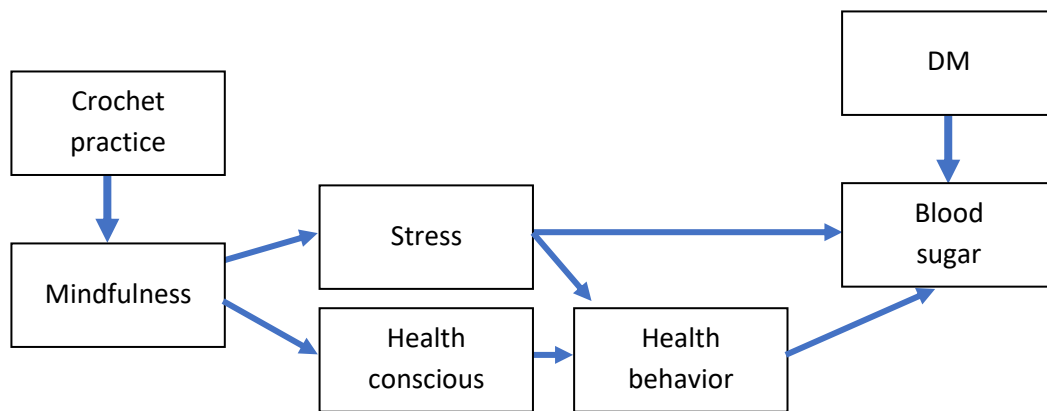 DM
Crochet
practice
Blood
sugar
Stress
Mindfulness
Health
conscious
Health
behavior